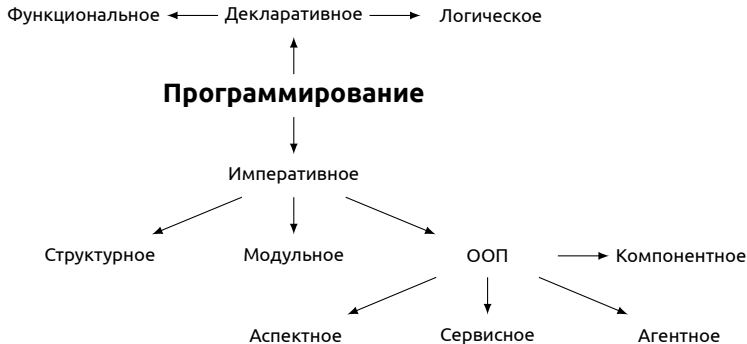 Функциональное Декларативное Логическое
Программирование
Императивное
Структурное Модульное ООП Компонентное
Аспектное Сервисное Агентное